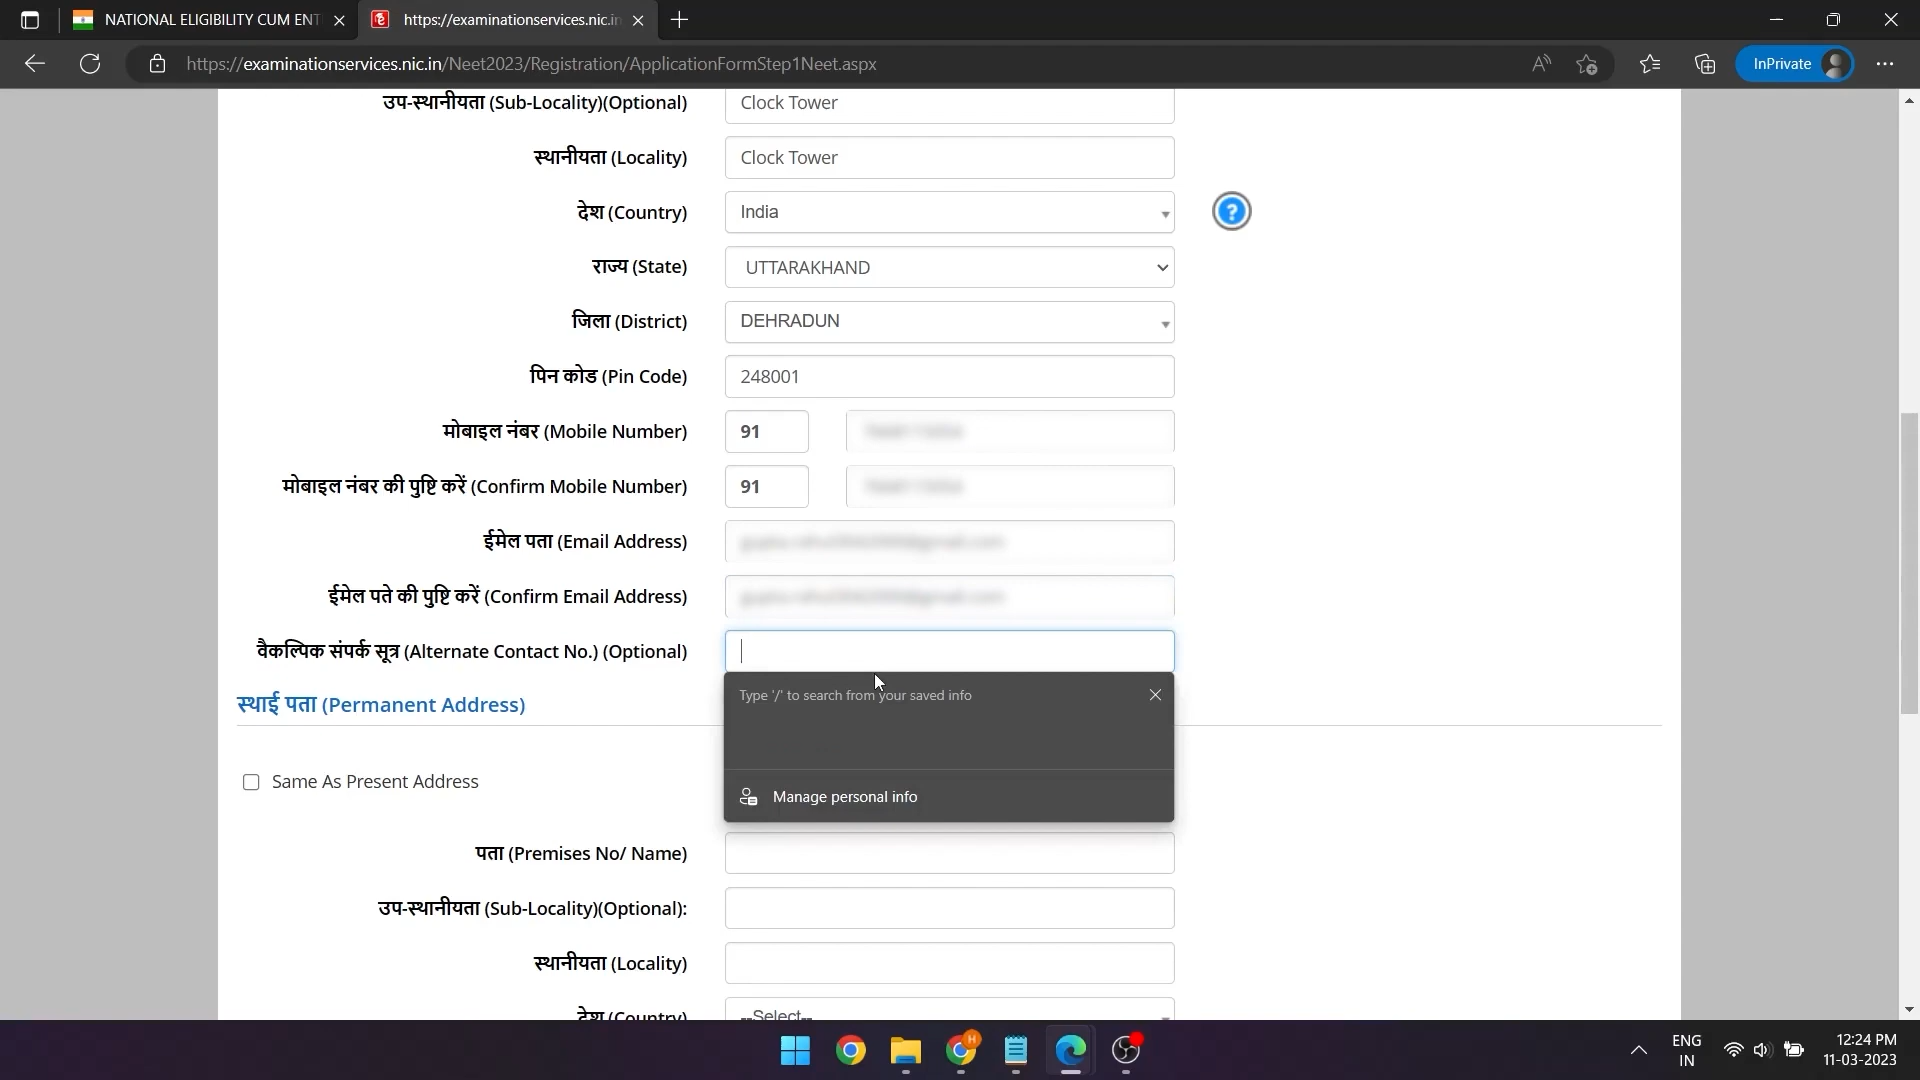 NATIONAL ELIGIBILITY CUM ENT
https://examinationservices.nic.in
https://examinationservices.nic.in/Neet2023/Registration/ApplicationFormStep1Neet.aspx
InPrivate
उप-स्थानीयता (Sub-Locality)(Optional) Clock Tower
स्थानीयता (Locality) Clock Tower
देश (Country) India ?
राज्य (State) UTTARAKHAND
जिला (District) DEHRADUN
पिन कोड (Pin Code) 248001
मोबाइल नंबर (Mobile Number) 91
मोबाइल नंबर की पुष्टि करें (Confirm Mobile Number) 91
ईमेल पता (Email Address)
ईमेल पते की पुष्टि करें (Confirm Email Address)
वैकल्पिक संपर्क सूत्र (Alternate Contact No.) (Optional)
Type '/' to search from your saved info
स्थाई पता (Permanent Address)
Same As Present Address
Manage personal info
पता (Premises No/ Name)
उप-स्थानीयता (Sub-Locality)(Optional):
स्थानीयता (Locality)
देश (Country) --Select--
H
ENG
IN
12:24 PM
11-03-2023